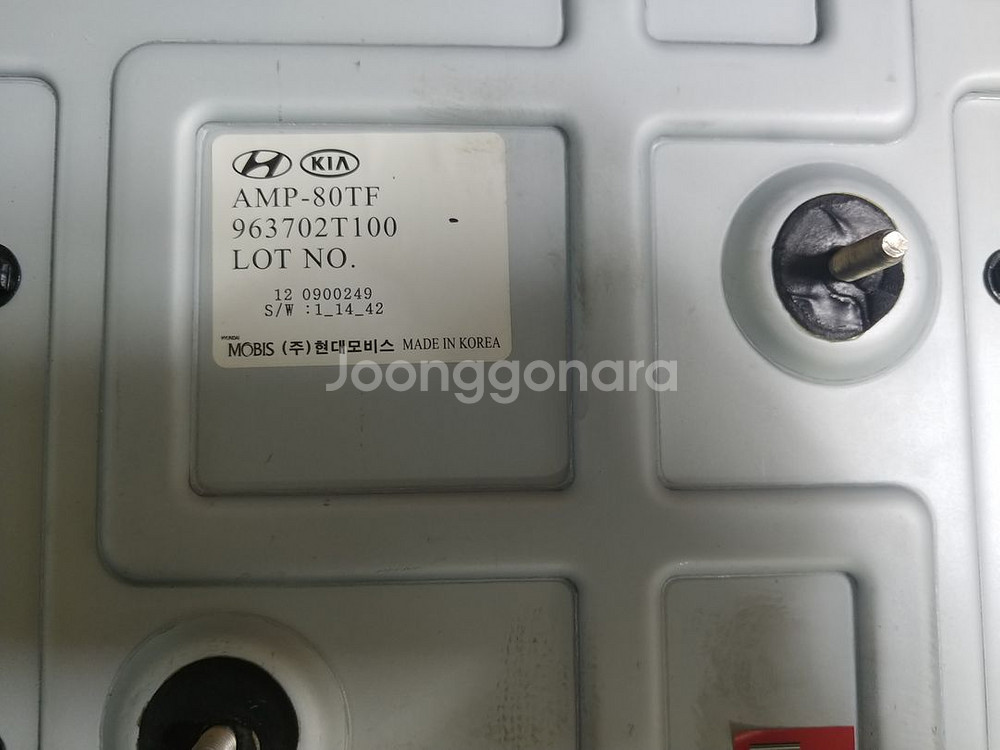 KIA
AMP-80TF
963702T100
LOT NO.
12 0900249
S/W :1_14_42
HYUNDAI
MOBIS (주)현대모비스 MADE IN KOREA
Joonggonara